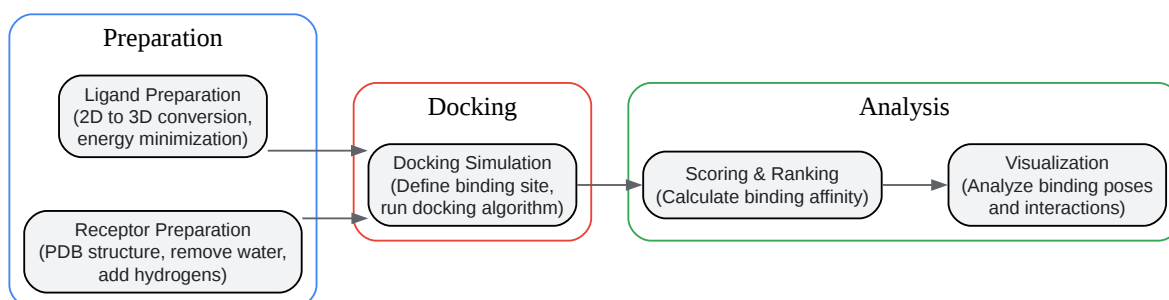 Preparation
Ligand Preparation
(2D to 3D conversion,
energy minimization)
Receptor Preparation
(PDB structure, remove water,
add hydrogens)
Docking
Docking Simulation
(Define binding site,
run docking algorithm)
Analysis
Scoring & Ranking
(Calculate binding affinity)
Visualization
(Analyze binding poses
and interactions)